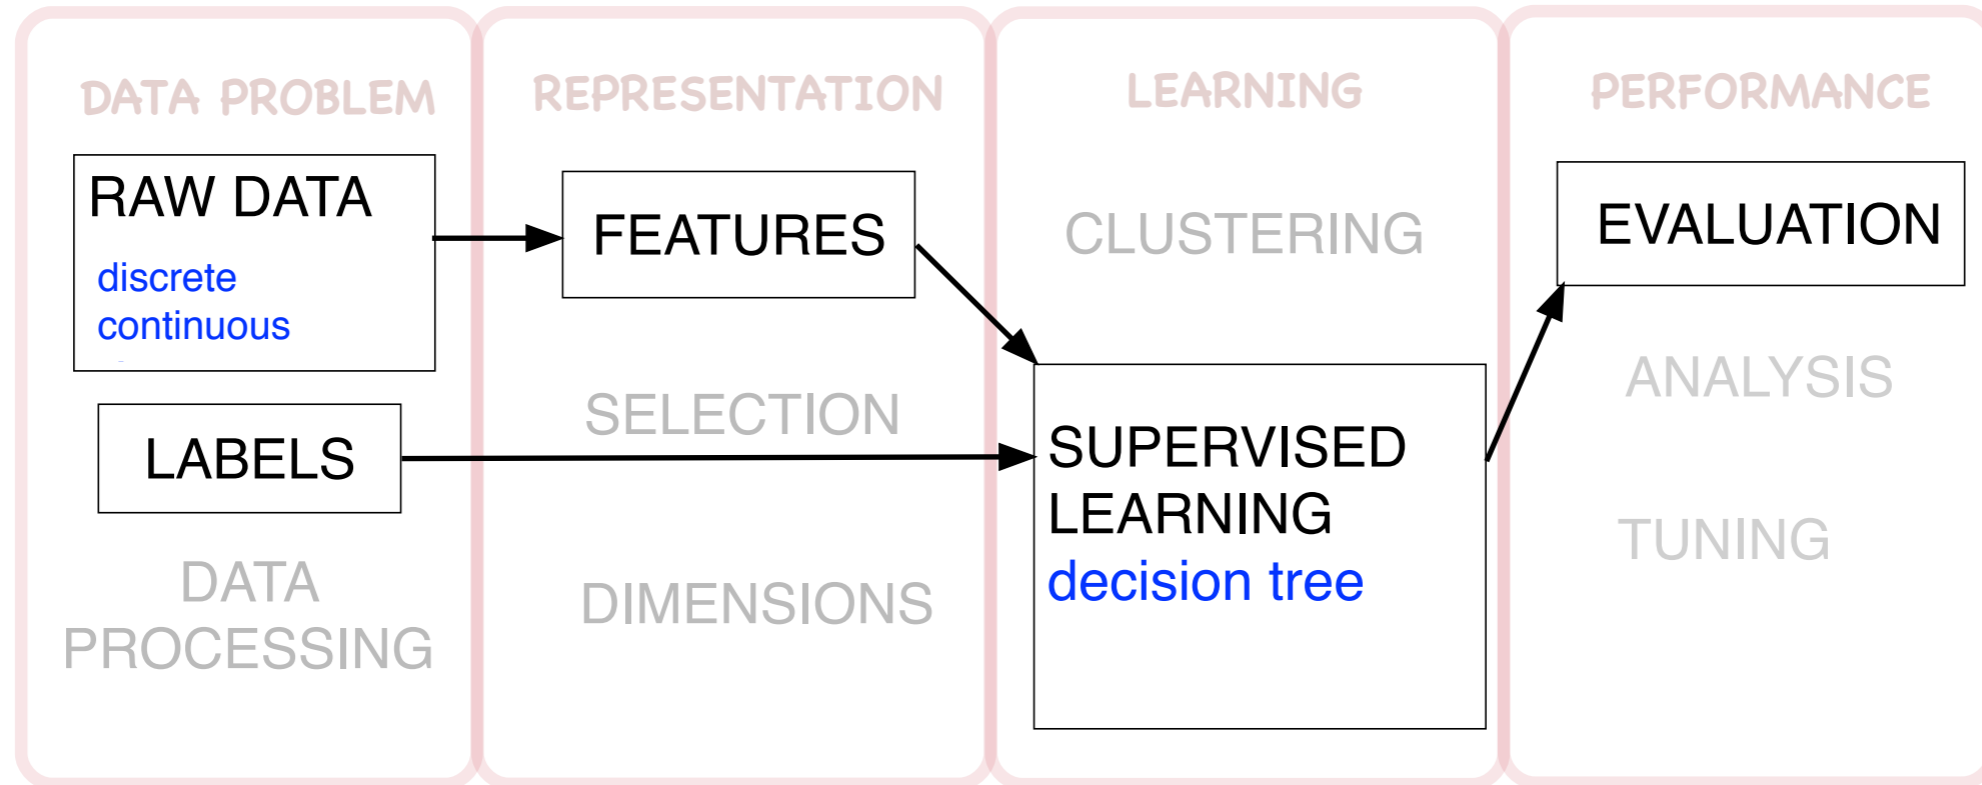 DATA PROBLEM
RAW DATA
discrete
continuous
LABELS
DATA
PROCESSING
REPRESENTATION
FEATURES
SELECTION
DIMENSIONS
LEARNING
CLUSTERING
SUPERVISED
LEARNING
decision tree
PERFORMANCE
EVALUATION
ANALYSIS
TUNING